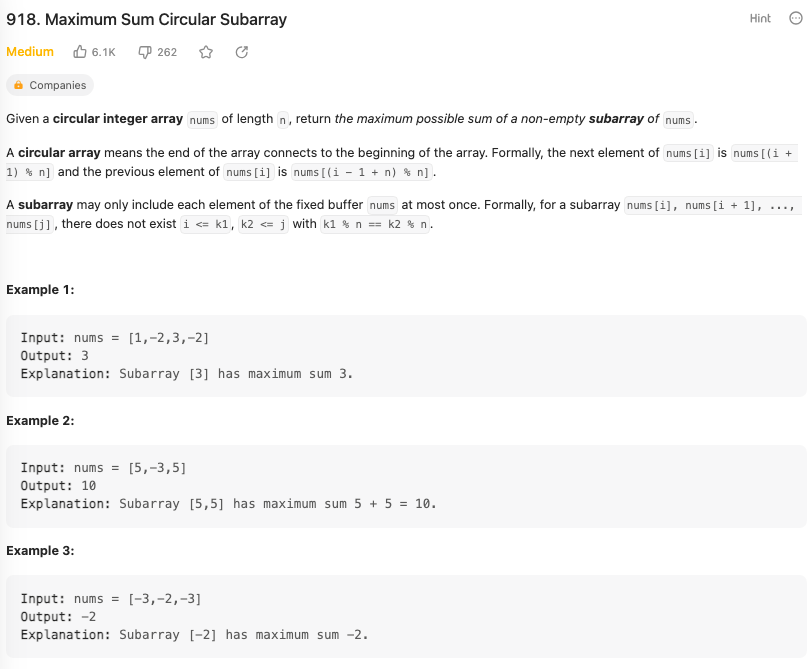 918. Maximum Sum Circular Subarray Hint
Medium 6.1K 262
Companies
Given a circular integer array nums of length n, return the maximum possible sum of a non-empty subarray of nums.
A circular array means the end of the array connects to the beginning of the array. Formally, the next element of nums[i] is nums[(i +
1) % n] and the previous element of nums[i] is nums[(i - 1 + n) % n].
A subarray may only include each element of the fixed buffer nums at most once. Formally, for a subarray nums[i], nums[i + 1], ...,
nums[j], there does not exist i <= k1, k2 <= j with k1 % n == k2 % n.
Example 1:
Input: nums = [1,-2,3,-2]
Output: 3
Explanation: Subarray [3] has maximum sum 3.
Example 2:
Input: nums = [5,-3,5]
Output: 10
Explanation: Subarray [5,5] has maximum sum 5 + 5 = 10.
Example 3:
Input: nums = [-3,-2,-3]
Output: -2
Explanation: Subarray [-2] has maximum sum -2.